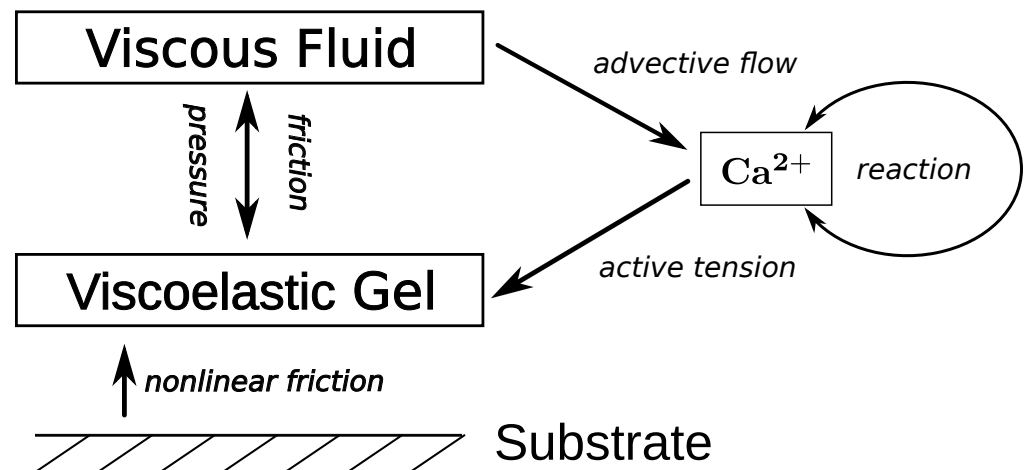 Viscous Fluid
advective flow
pressure
friction
Ca²⁺
reaction
active tension
Viscoelastic Gel
nonlinear friction
Substrate